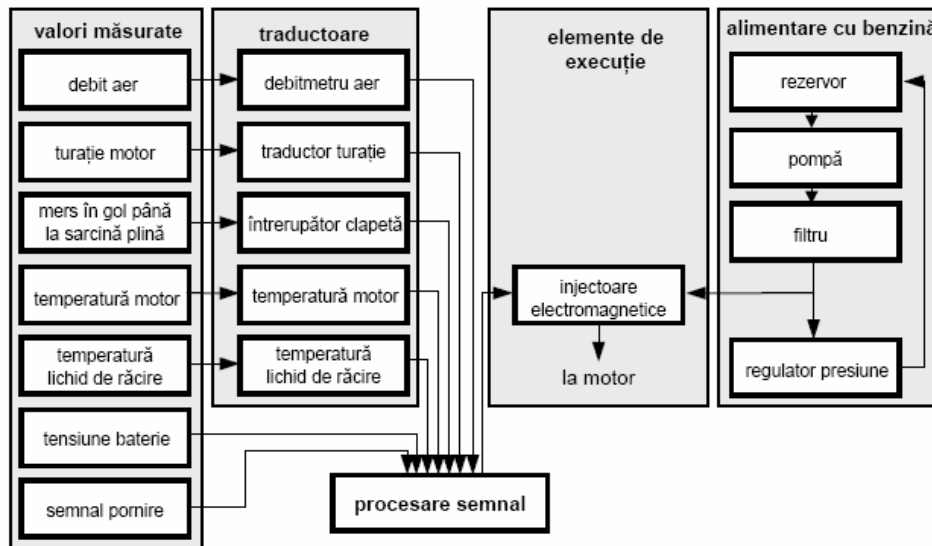 valori măsurate
debit aer
turație motor
mers în gol până
la sarcină plină
temperatură motor
temperatură
lichid de răcire
tensiune baterie
semnal pornire
traductoare
debitmetru aer
traductor turație
întrerupător clapetă
temperatură motor
temperatură
lichid de răcire
procesare semnal
elemente de
execuție
injectoare
electromagnetice
la motor
alimentare cu benzină
rezervor
pompă
filtru
regulator presiune